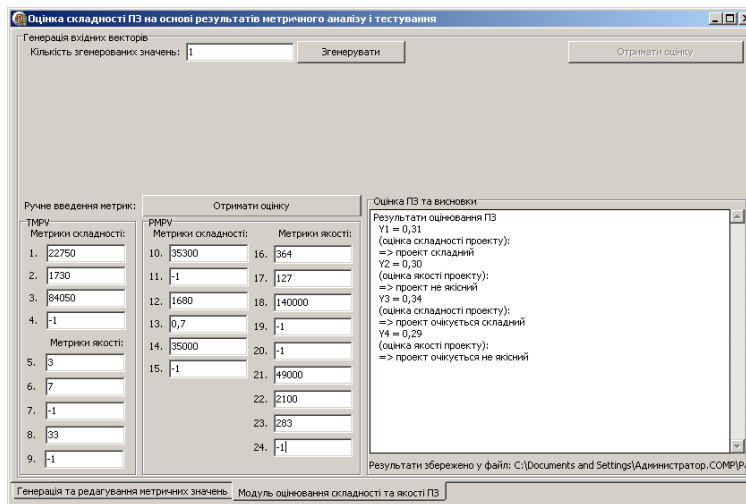 Оцінка складності ПЗ на основі результатів метричного аналізу і тестування
Генерація вхідних векторів
Кількість згенерованих значень: 1 Згенерувати Отримати оцінку
Ручне введення метрик: Отримати оцінку
TMPV
Метрики складності:
1. 22750
2. 1730
3. 84050
4. -1
Метрики якості:
5. 3
6. 7
7. -1
8. 33
9. -1
PMPV
Метрики складності:
10. 35300
11. -1
12. 1680
13. 0,7
14. 35000
15. -1
Метрики якості:
16. 364
17. 127
18. 140000
19. -1
20. -1
21. 49000
22. 2100
23. 283
24. -1
Оцінка ПЗ та висновки
Результати оцінювання ПЗ
Y1 = 0,31
(оцінка складності проекту):
=> проект складний
Y2 = 0,30
(оцінка якості проекту):
=> проект не якісний
Y3 = 0,34
(оцінка складності проекту):
=> проект очікується складний
Y4 = 0,29
(оцінка якості проекту):
=> проект очікується не якісний
Результати збережено у файл: C:\Documents and Settings\Администратор.COMP\Р
Генерація та редагування метричних значень Модуль оцінювання складності та якості ПЗ